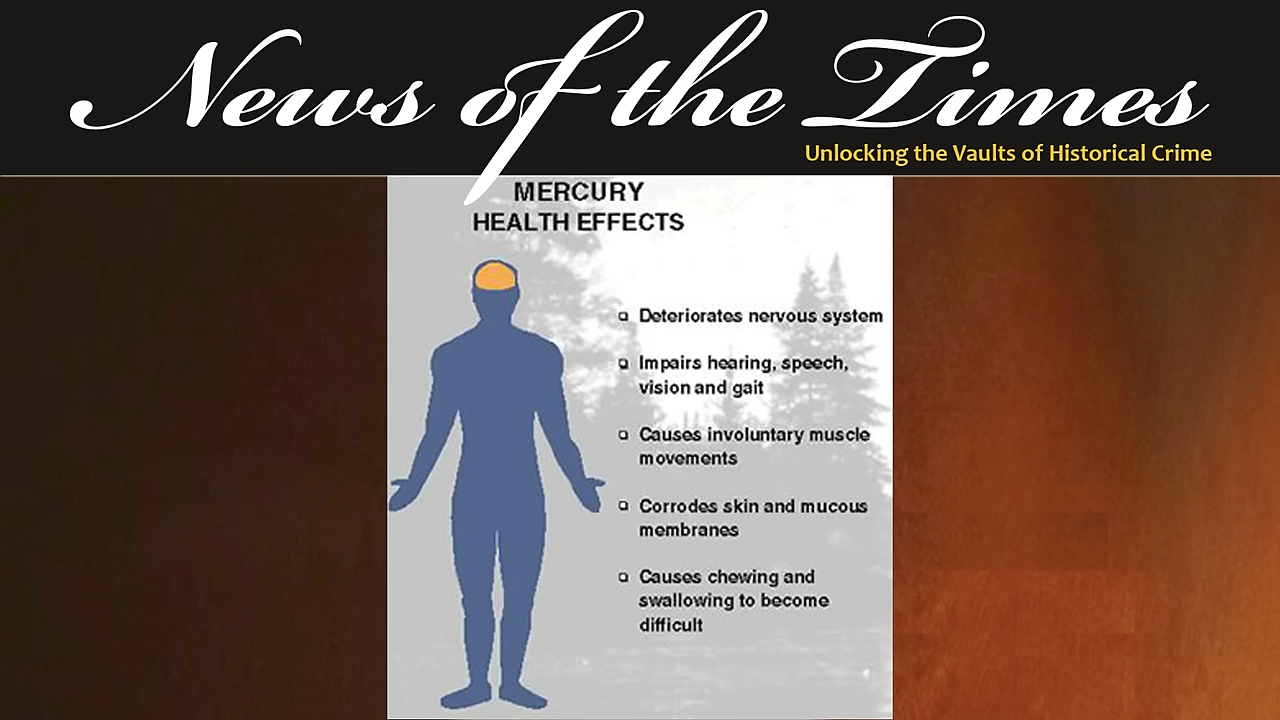 News of the Times
Unlocking the Vaults of Historical Crime
MERCURY
HEALTH EFFECTS
❑ Deteriorates nervous system
❑ Impairs hearing, speech,
vision and gait
❑ Causes involuntary muscle
movements
❑ Corrodes skin and mucous
membranes
❑ Causes chewing and
swallowing to become
difficult